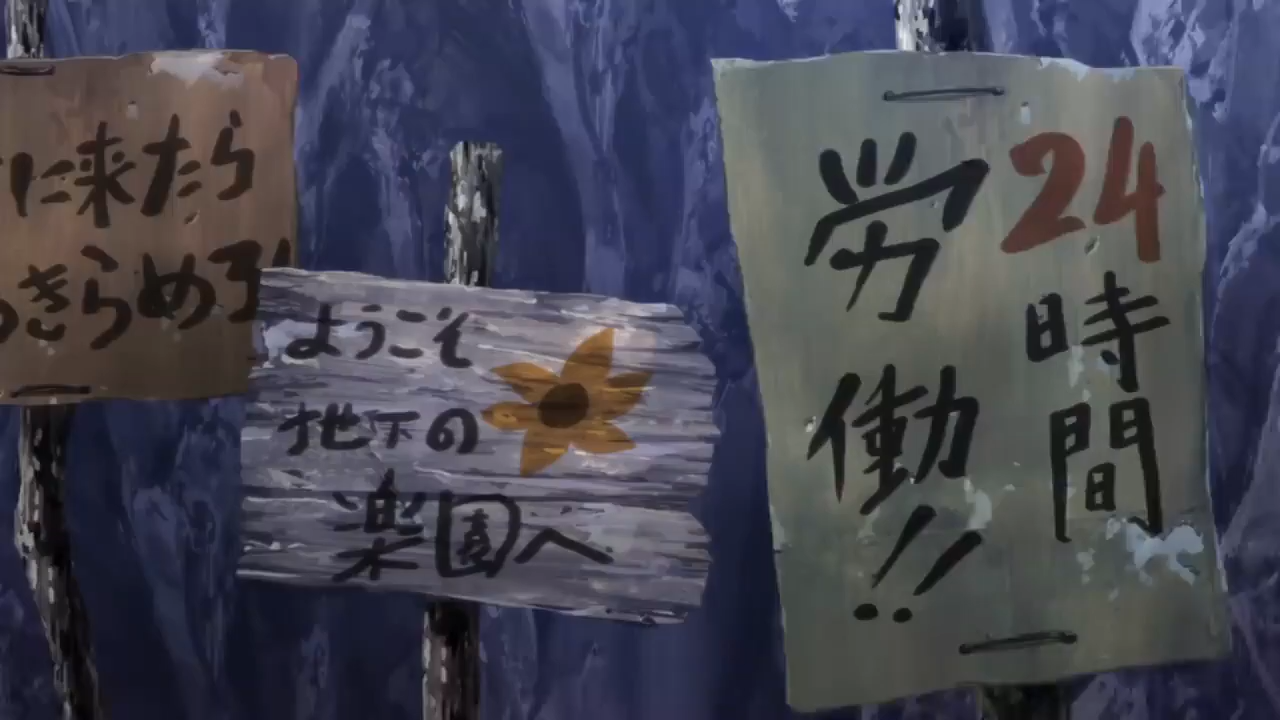 に来たら
きらめろ!
ようこそ
地下の
楽園へ
24時間
労働!!